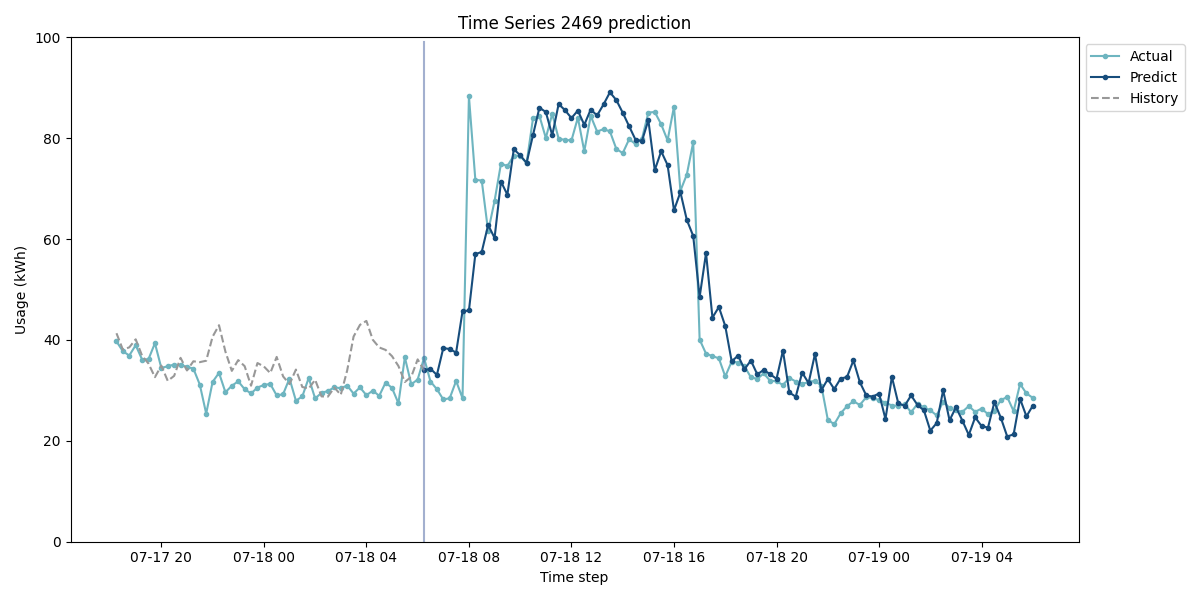 Time Series 2469 prediction
100
80
60
40
20
0
Usage (kWh)
07-17 20
07-18 00
07-18 04
07-18 08
07-18 12
07-18 16
07-18 20
07-19 00
07-19 04
Time step
Actual
Predict
History